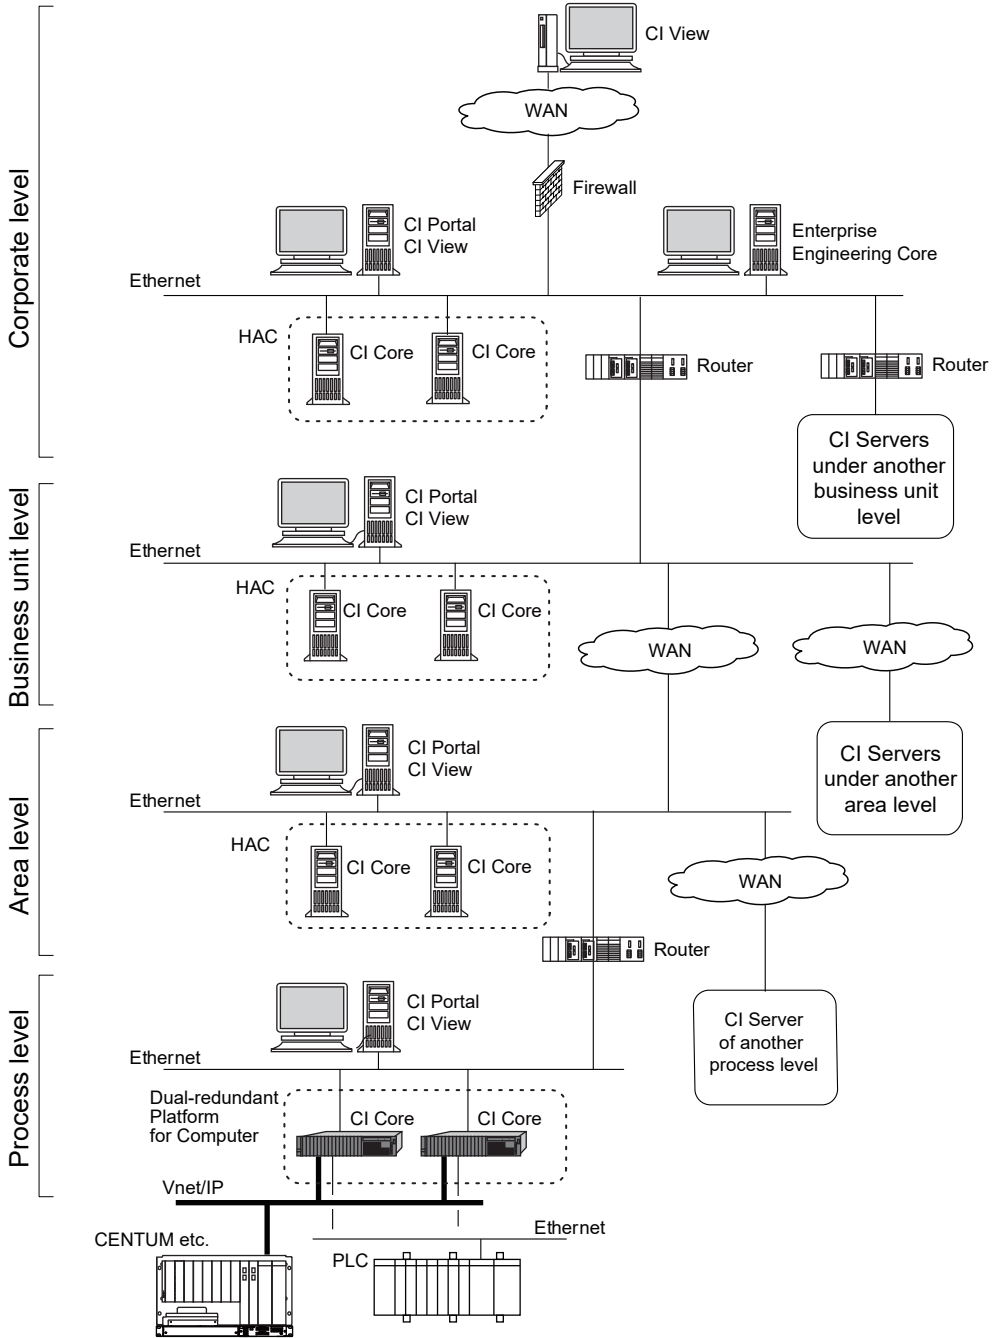 CI View
WAN
Firewall
Corporate level
CI Portal
CI View
Enterprise
Engineering Core
Ethernet
HAC
CI Core
CI Core
Router
Router
CI Servers
under another
business unit
level
Business unit level
CI Portal
CI View
Ethernet
HAC
CI Core
CI Core
WAN
WAN
CI Servers
under another
area level
Area level
CI Portal
CI View
Ethernet
HAC
CI Core
CI Core
WAN
Router
CI Server
of another
process level
Process level
CI Portal
CI View
Ethernet
Dual-redundant
Platform
for Computer
CI Core
CI Core
Vnet/IP
CENTUM etc.
Ethernet
PLC